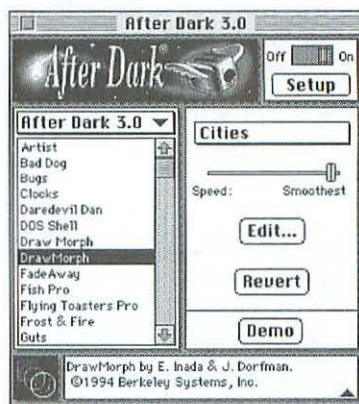 After Dark 3.0
After Dark
Off On
Setup
After Dark 3.0
Artist
Bad Dog
Bugs
Clocks
Daredevil Dan
DOS Shell
Draw Morph
DrawMorph
FadeAway
Fish Pro
Flying Toasters Pro
Frost & Fire
Guts
Cities
Speed: Smoothest
Edit...
Revert
Demo
DrawMorph by E. Inada & J. Dorfman.
©1994 Berkeley Systems, Inc.